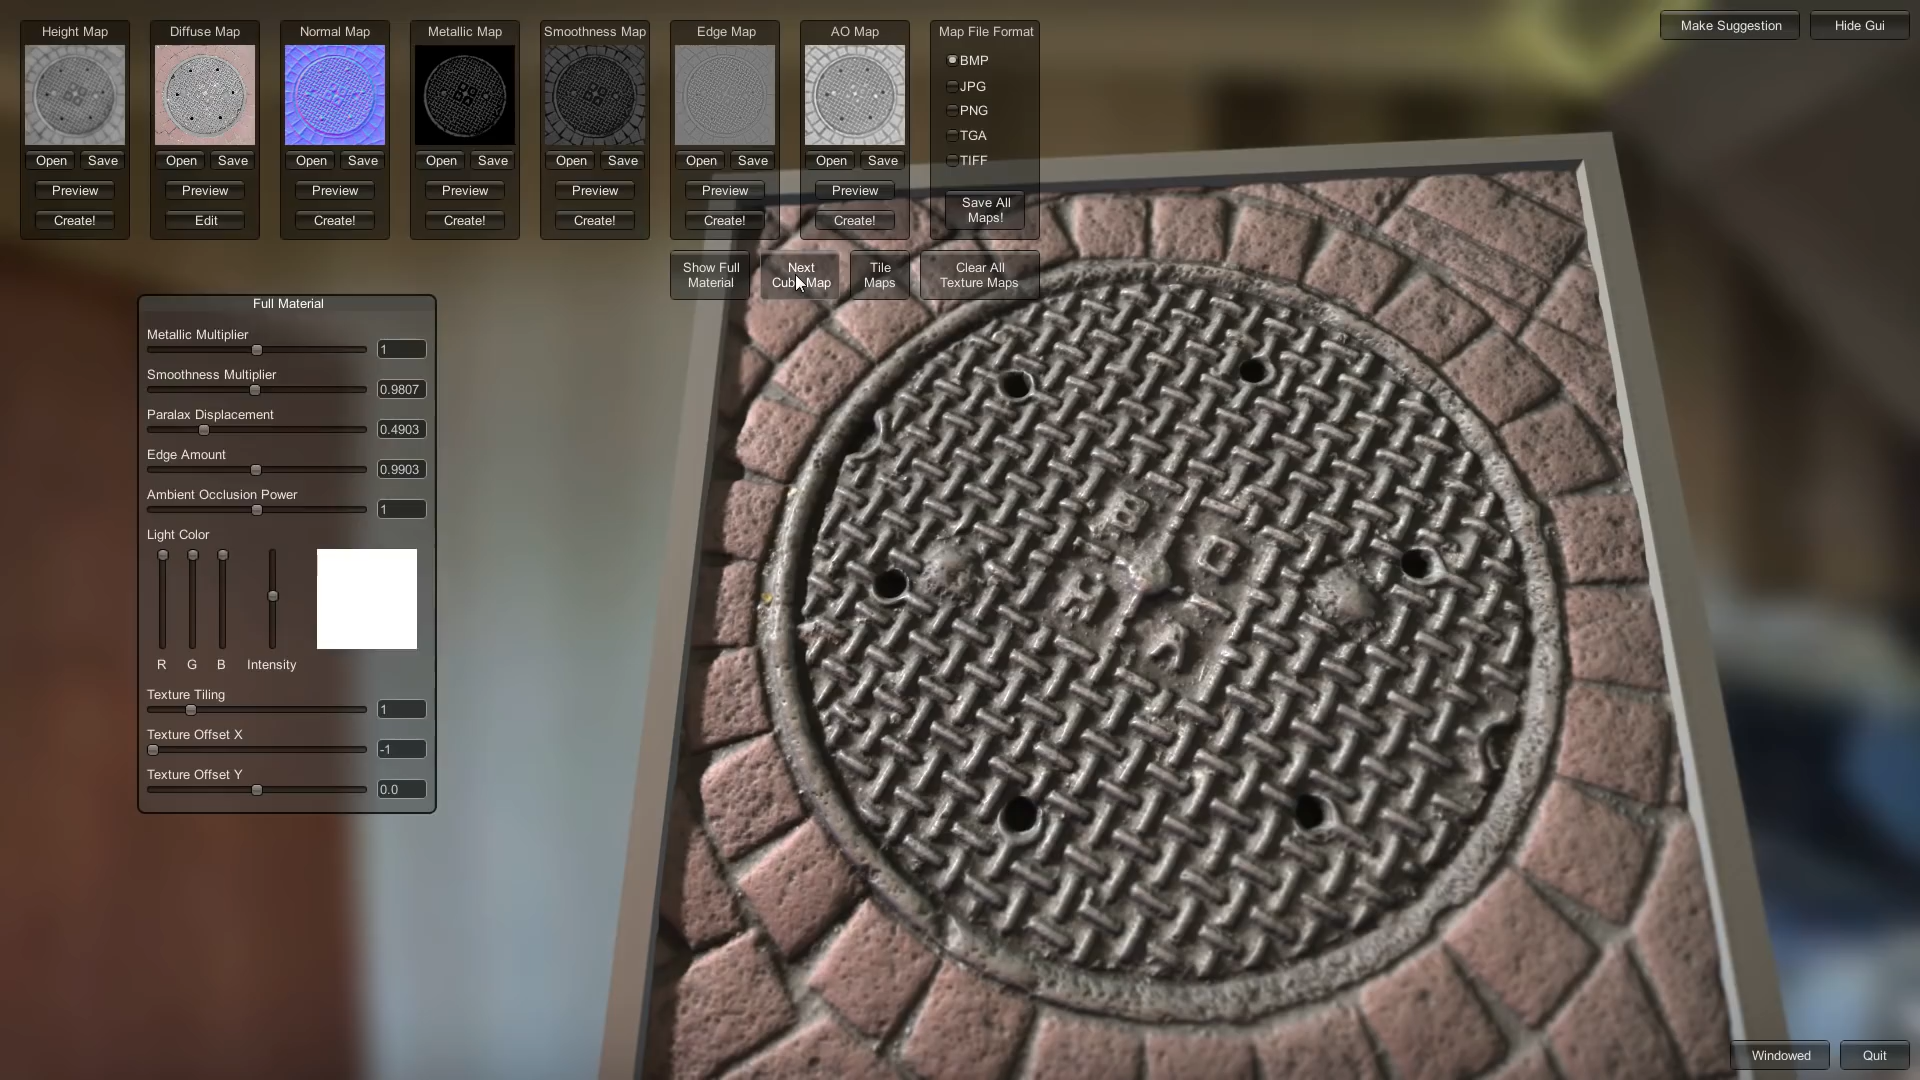 Height Map
Diffuse Map
Normal Map
Metallic Map
Smoothness Map
Edge Map
AO Map
Map File Format
Make Suggestion
Hide Gui
BMP
JPG
PNG
TGA
TIFF
Open Save
Open Save
Open Save
Open Save
Open Save
Open Save
Open Save
Preview
Preview
Preview
Preview
Preview
Preview
Preview
Create!
Edit
Create!
Create!
Create!
Create!
Create!
Save All
Maps!
Show Full
Material
Next
Cube Map
Tile
Maps
Clear All
Texture Maps
Full Material
Metallic Multiplier
1
Smoothness Multiplier
0.9807
Paralax Displacement
0.4903
Edge Amount
0.9903
Ambient Occlusion Power
1
Light Color
R G B Intensity
Texture Tiling
1
Texture Offset X
-1
Texture Offset Y
0.0
B
O
H
A
Windowed
Quit